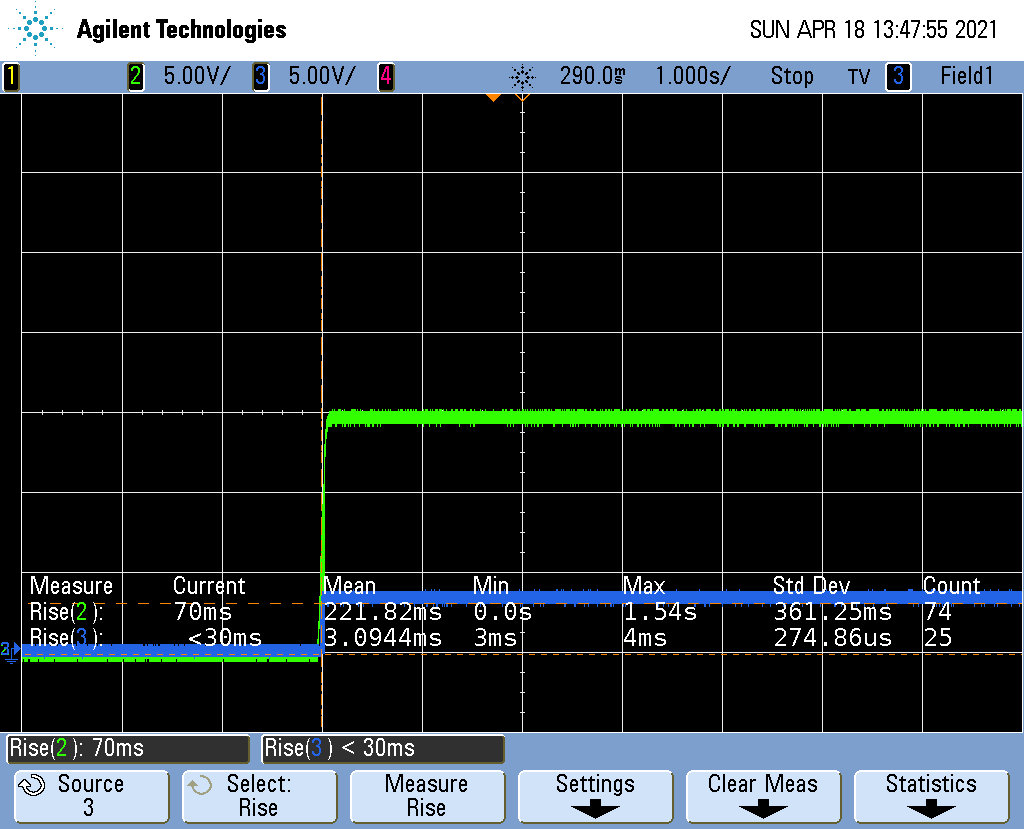 Agilent Technologies SUN APR 18 13:47:55 2021
1 2 5.00V/ 3 5.00V/ 4 290.0ms 1.000s/ Stop TV 3 Field1
Measure Current Mean Min Max Std Dev Count
Rise(2): 70ms 221.82ms 0.0s 1.54s 361.25ms 74
Rise(3): <30ms 3.0944ms 3ms 4ms 274.86us 25
2
Rise(2): 70ms Rise(3) < 30ms
Source Select: Measure Settings Clear Meas Statistics
3 Rise Rise